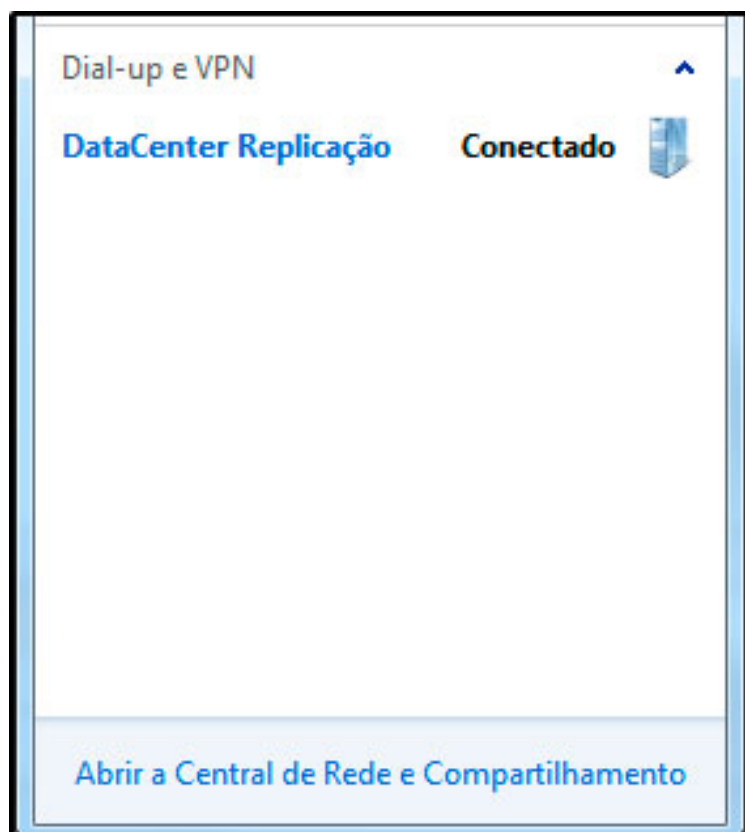 Dial-up e VPN
DataCenter Replicação Conectado
Abrir a Central de Rede e Compartilhamento